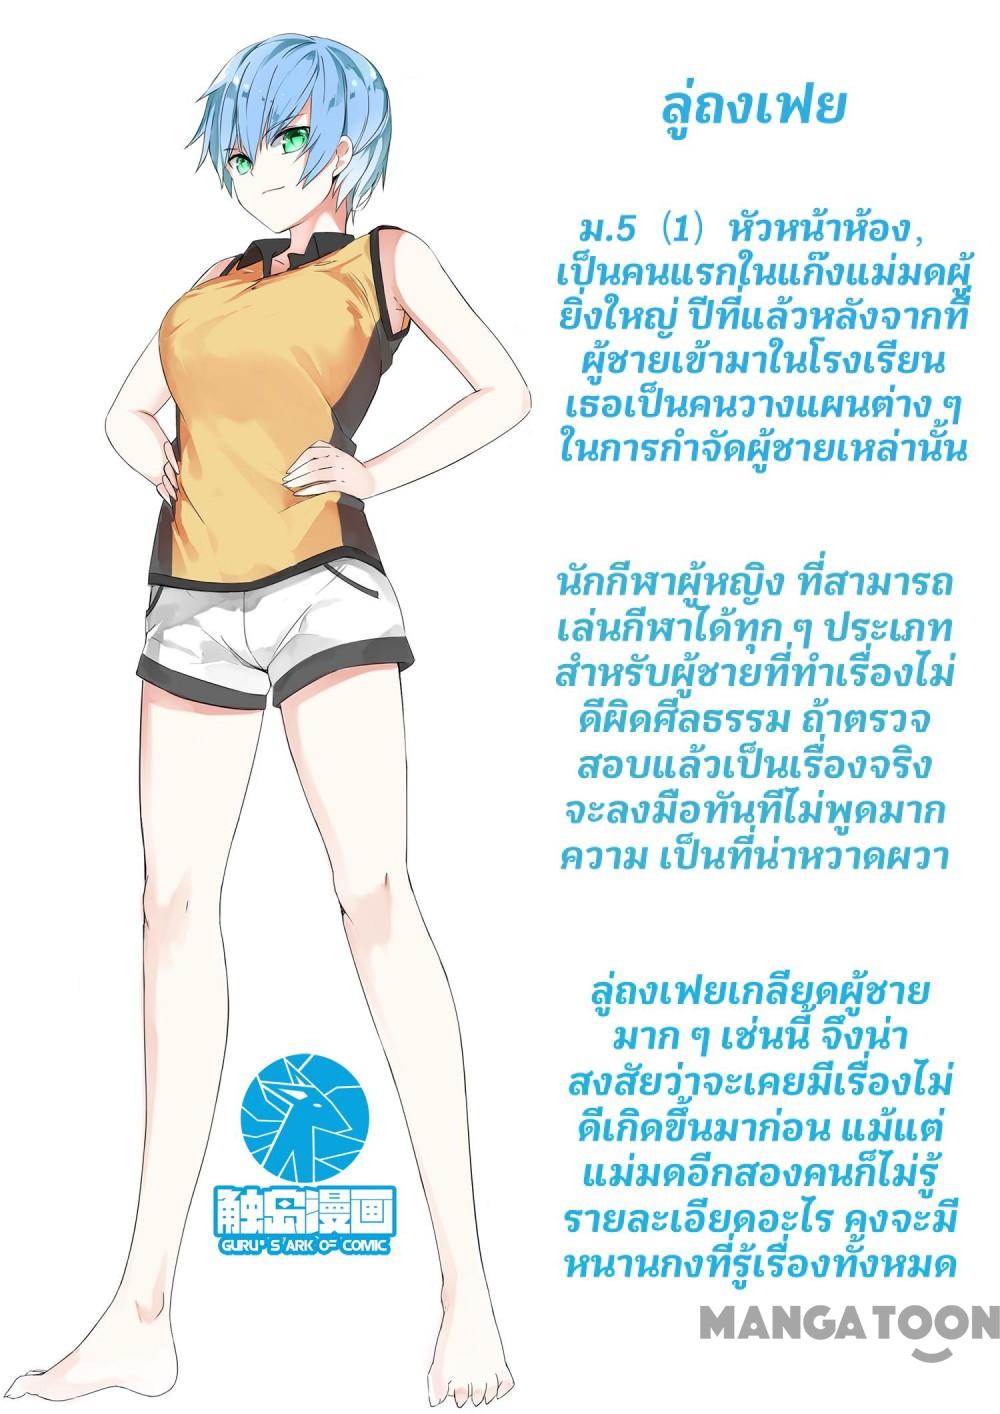 ลู่ถงเฟย
ม.5 (1) หัวหน้าห้อง,
เป็นคนแรกในแก๊งแม่มดผู้
ยิ่งใหญ่ ปีที่แล้วหลังจากที่
ผู้ชายเข้ามาในโรงเรียน
เธอเป็นคนวางแผนต่าง ๆ
ในการกำจัดผู้ชายเหล่านั้น
นักกีฬาผู้หญิง ที่สามารถ
เล่นกีฬาได้ทุก ๆ ประเภท
สำหรับผู้ชายที่ทำเรื่องไม่
ดีผิดศีลธรรม ถ้าตรวจ
สอบแล้วเป็นเรื่องจริง
จะลงมือทันทีไม่พูดมาก
ความ เป็นที่น่าหวาดผวา
ลู่ถงเฟยเกลียดผู้ชาย
มาก ๆ เช่นนี้ จึงน่า
สงสัยว่าจะเคยมีเรื่องไม่
ดีเกิดขึ้นมาก่อน แม้แต่
แม่มดอีกสองคนก็ไม่รู้
รายละเอียดอะไร คงจะมี
หนานกงที่รู้เรื่องทั้งหมด
触岛漫画
GURU'S ARK OF COMIC
MANGATOON